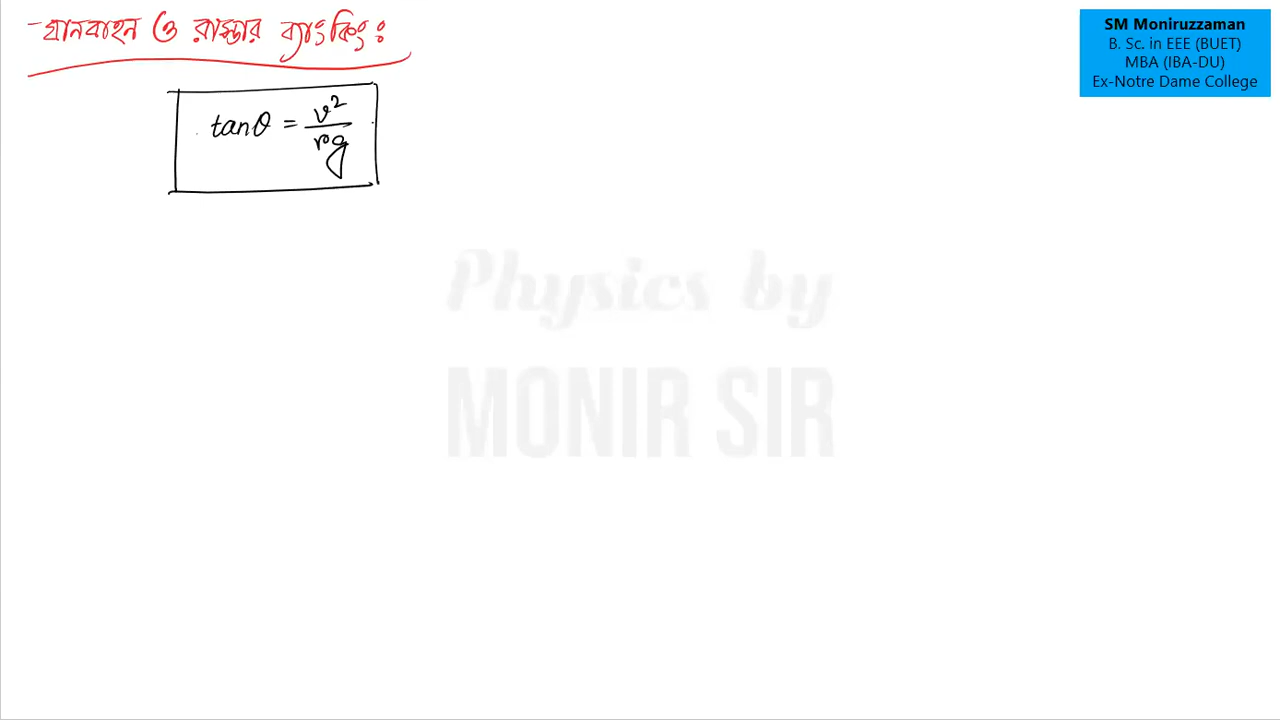 যানবাহন ও রাস্তার ব্যাংকিংঃ
tanθ = v²/rg
SM Moniruzzaman
B. Sc. in EEE (BUET)
MBA (IBA-DU)
Ex-Notre Dame College
Physics by
MONIR SIR